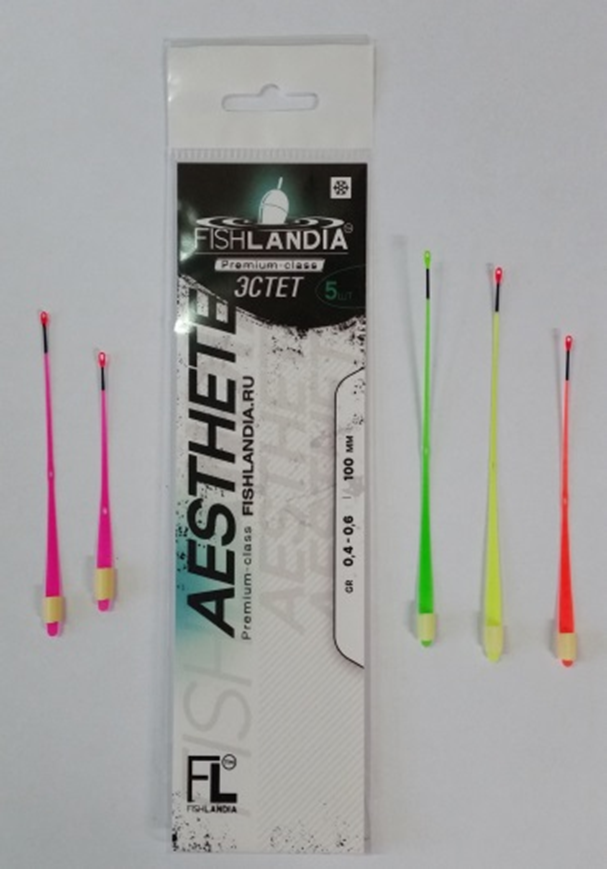 FISHLANDIA
Premium-class
ЭСТЕТ
5шт
AESTHETE
Premium-class FISHLANDIA.RU
GR 0,4 - 0,6 | 100 мм
FL TM
FISHLANDIA